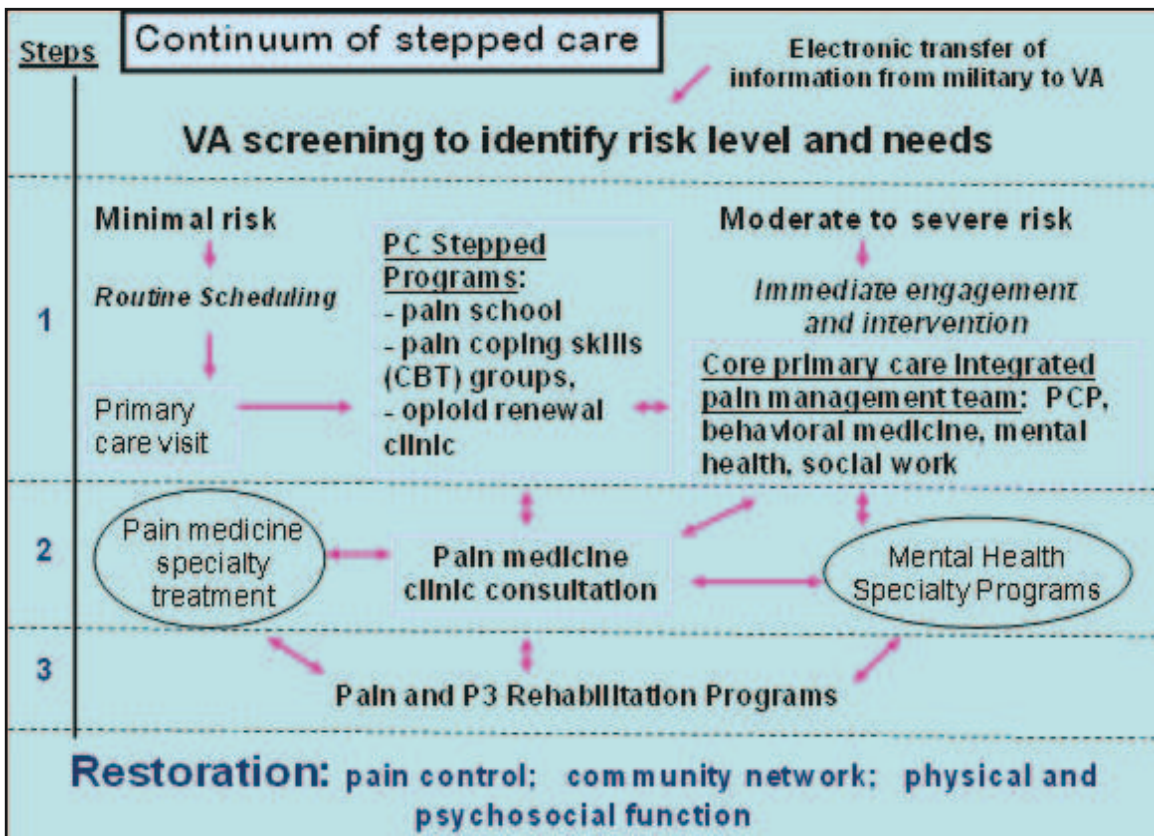 Continuum of stepped care
Steps
Electronic transfer of
information from military to VA
VA screening to identify risk level and needs
1
Minimal risk
Routine Scheduling
Primary
care visit
PC Stepped
Programs:
- pain school
- pain coping skills
(CBT) groups,
- opioid renewal
clinic
Moderate to severe risk
Immediate engagement
and intervention
Core primary care integrated
pain management team: PCP,
behavioral medicine, mental
health, social work
2
Pain medicine
specialty
treatment
Pain medicine
clinic consultation
Mental Health
Specialty Programs
3
Pain and P3 Rehabilitation Programs
Restoration: pain control; community network; physical and
psychosocial function